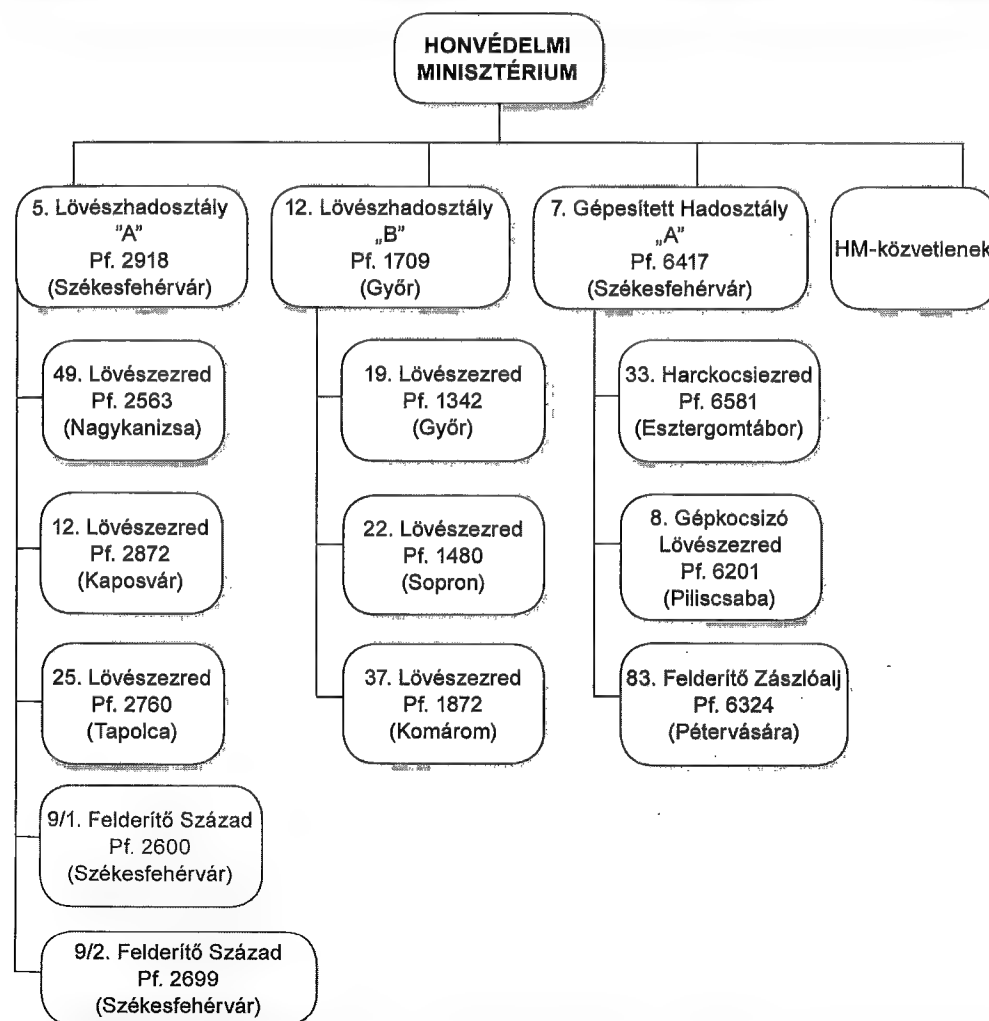 HONVÉDELMI
MINISZTÉRIUM
5. Lövészhadosztály
"A"
Pf. 2918
(Székesfehérvár)
12. Lövészhadosztály
„B”
Pf. 1709
(Győr)
7. Gépesített Hadosztály
„A”
Pf. 6417
(Székesfehérvár)
HM-közvetlenek
49. Lövészezred
Pf. 2563
(Nagykanizsa)
19. Lövészezred
Pf. 1342
(Győr)
33. Harckocsiezred
Pf. 6581
(Esztergomtábor)
12. Lövészezred
Pf. 2872
(Kaposvár)
22. Lövészezred
Pf. 1480
(Sopron)
8. Gépkocsizó
Lövészezred
Pf. 6201
(Piliscsaba)
25. Lövészezred
Pf. 2760
(Tapolca)
37. Lövészezred
Pf. 1872
(Komárom)
83. Felderítő Zászlóalj
Pf. 6324
(Pétervására)
9/1. Felderítő Század
Pf. 2600
(Székesfehérvár)
9/2. Felderítő Század
Pf. 2699
(Székesfehérvár)